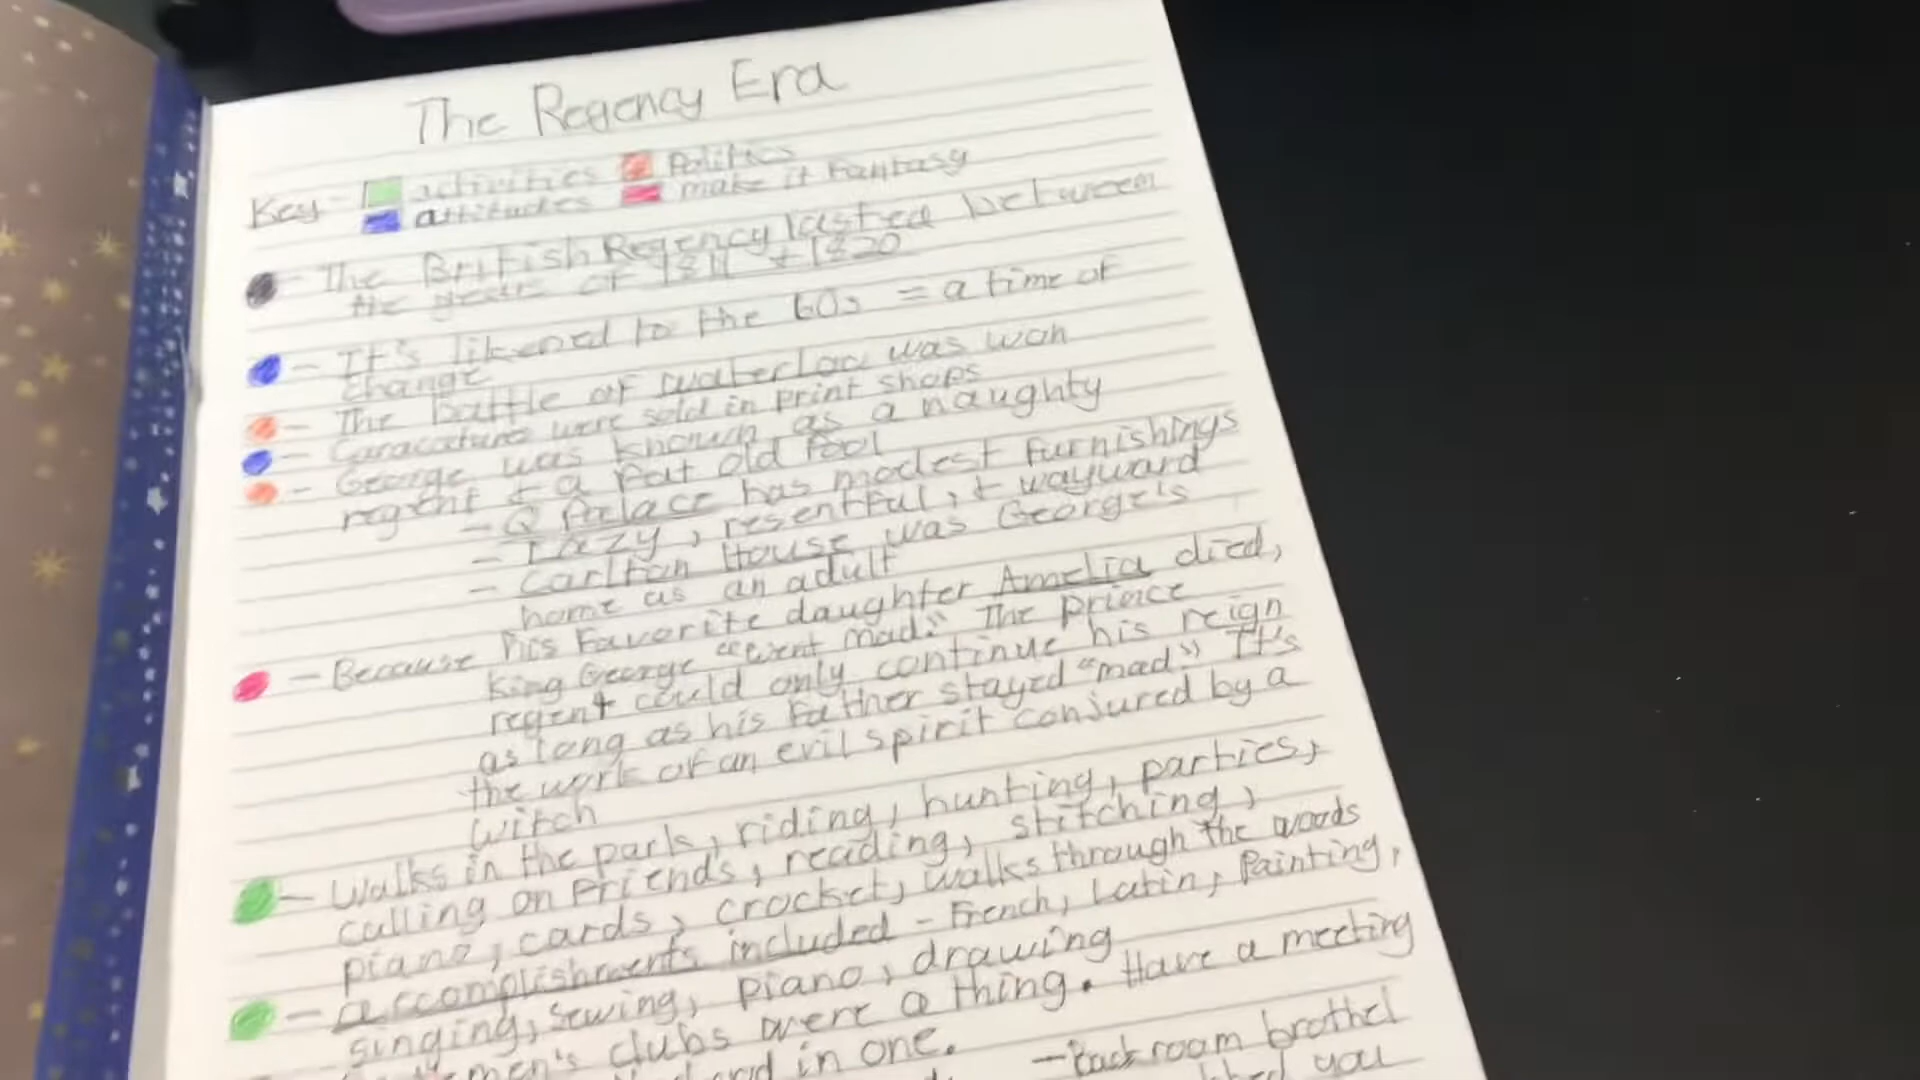 The Regency Era
Key - activities Politics
attitudes make it Fantasy
- The British Regency lasted between
the years of 1811 + 1820
- It's likened to the 60s = a time of
change
- The battle of waterloo was won
- Caracatures were sold in print shops
- George was known as a naughty
regent + a fat old fool
- Q Palace has modest furnishings
- Lazy, resentful, + wayward
- Carlton House was George's
home as an adult
- Because his favorite daughter Amelia died,
King George "went mad." The Prince
regent could only continue his reign
as long as his father stayed "mad." It's
the work of an evil spirit conjured by a
witch
- Walks in the park, riding, hunting, parties,
calling on friends, reading, stitching,
piano, cards, crocket, walks through the woods
- accomplishments included - French, Latin, Painting,
singing, sewing, piano, drawing
men's clubs were a thing. Have a meeting
in one.
- Back room brothel
you